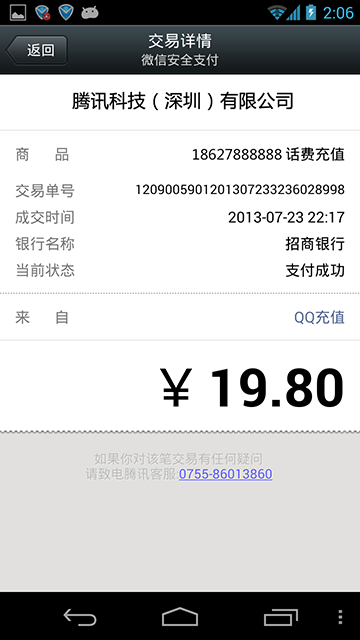 2:06
返回
交易详情
微信安全支付
腾讯科技（深圳）有限公司
商 品 18627888888 话费充值
交易单号 1209005901201307233236028998
成交时间 2013-07-23 22:17
银行名称 招商银行
当前状态 支付成功
来 自 QQ充值
￥19.80
如果你对该笔交易有任何疑问
请致电腾讯客服:0755-86013860